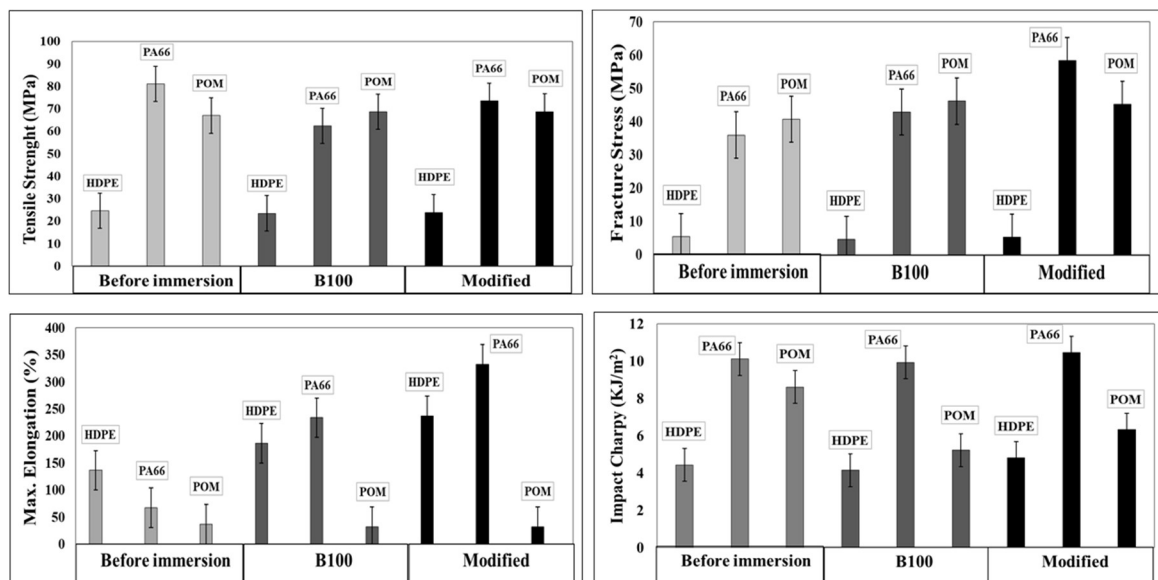 Tensile Strenght (MPa)
100
90
80
70
60
50
40
30
20
10
0
HDPE
PA66
POM
HDPE
PA66
POM
HDPE
PA66
POM
Before immersion
B100
Modified
Fracture Stress (MPa)
70
60
50
40
30
20
10
0
HDPE
PA66
POM
HDPE
PA66
POM
HDPE
PA66
POM
Before immersion
B100
Modified
Max. Elongation (%)
400
350
300
250
200
150
100
50
0
HDPE
PA66
POM
HDPE
PA66
POM
HDPE
PA66
POM
Before immersion
B100
Modified
Impact Charpy (KJ/m²)
12
10
8
6
4
2
0
HDPE
PA66
POM
HDPE
PA66
POM
HDPE
PA66
POM
Before immersion
B100
Modified